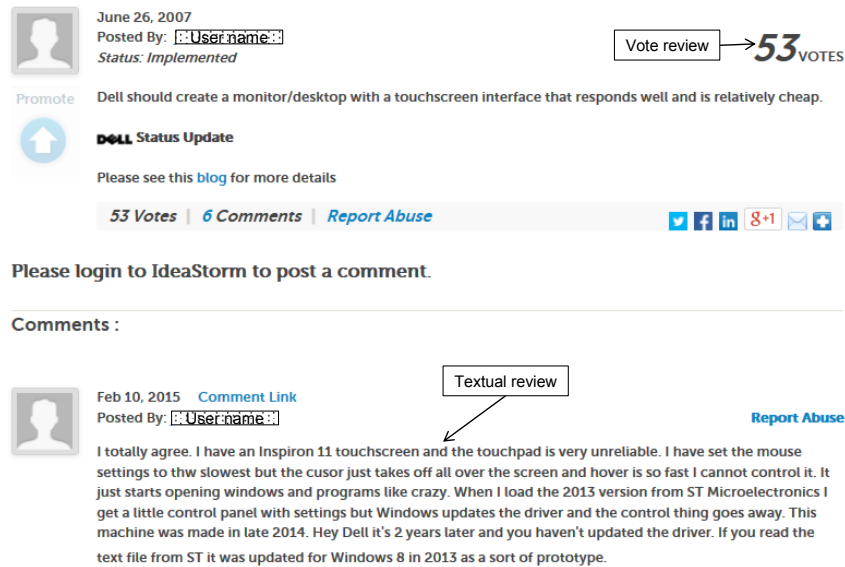 June 26, 2007
Posted By: User name
Status: Implemented
Vote review
53 VOTES
Promote
Dell should create a monitor/desktop with a touchscreen interface that responds well and is relatively cheap.
DELL Status Update
Please see this blog for more details
53 Votes | 6 Comments | Report Abuse
8+1
Please login to IdeaStorm to post a comment.
Comments :
Textual review
Feb 10, 2015 Comment Link
Posted By: User name
Report Abuse
I totally agree. I have an Inspiron 11 touchscreen and the touchpad is very unreliable. I have set the mouse
settings to thw slowest but the cusor just takes off all over the screen and hover is so fast I cannot control it. It
just starts opening windows and programs like crazy. When I load the 2013 version from ST Microelectronics I
get a little control panel with settings but Windows updates the driver and the control thing goes away. This
machine was made in late 2014. Hey Dell it's 2 years later and you haven't updated the driver. If you read the
text file from ST it was updated for Windows 8 in 2013 as a sort of prototype.